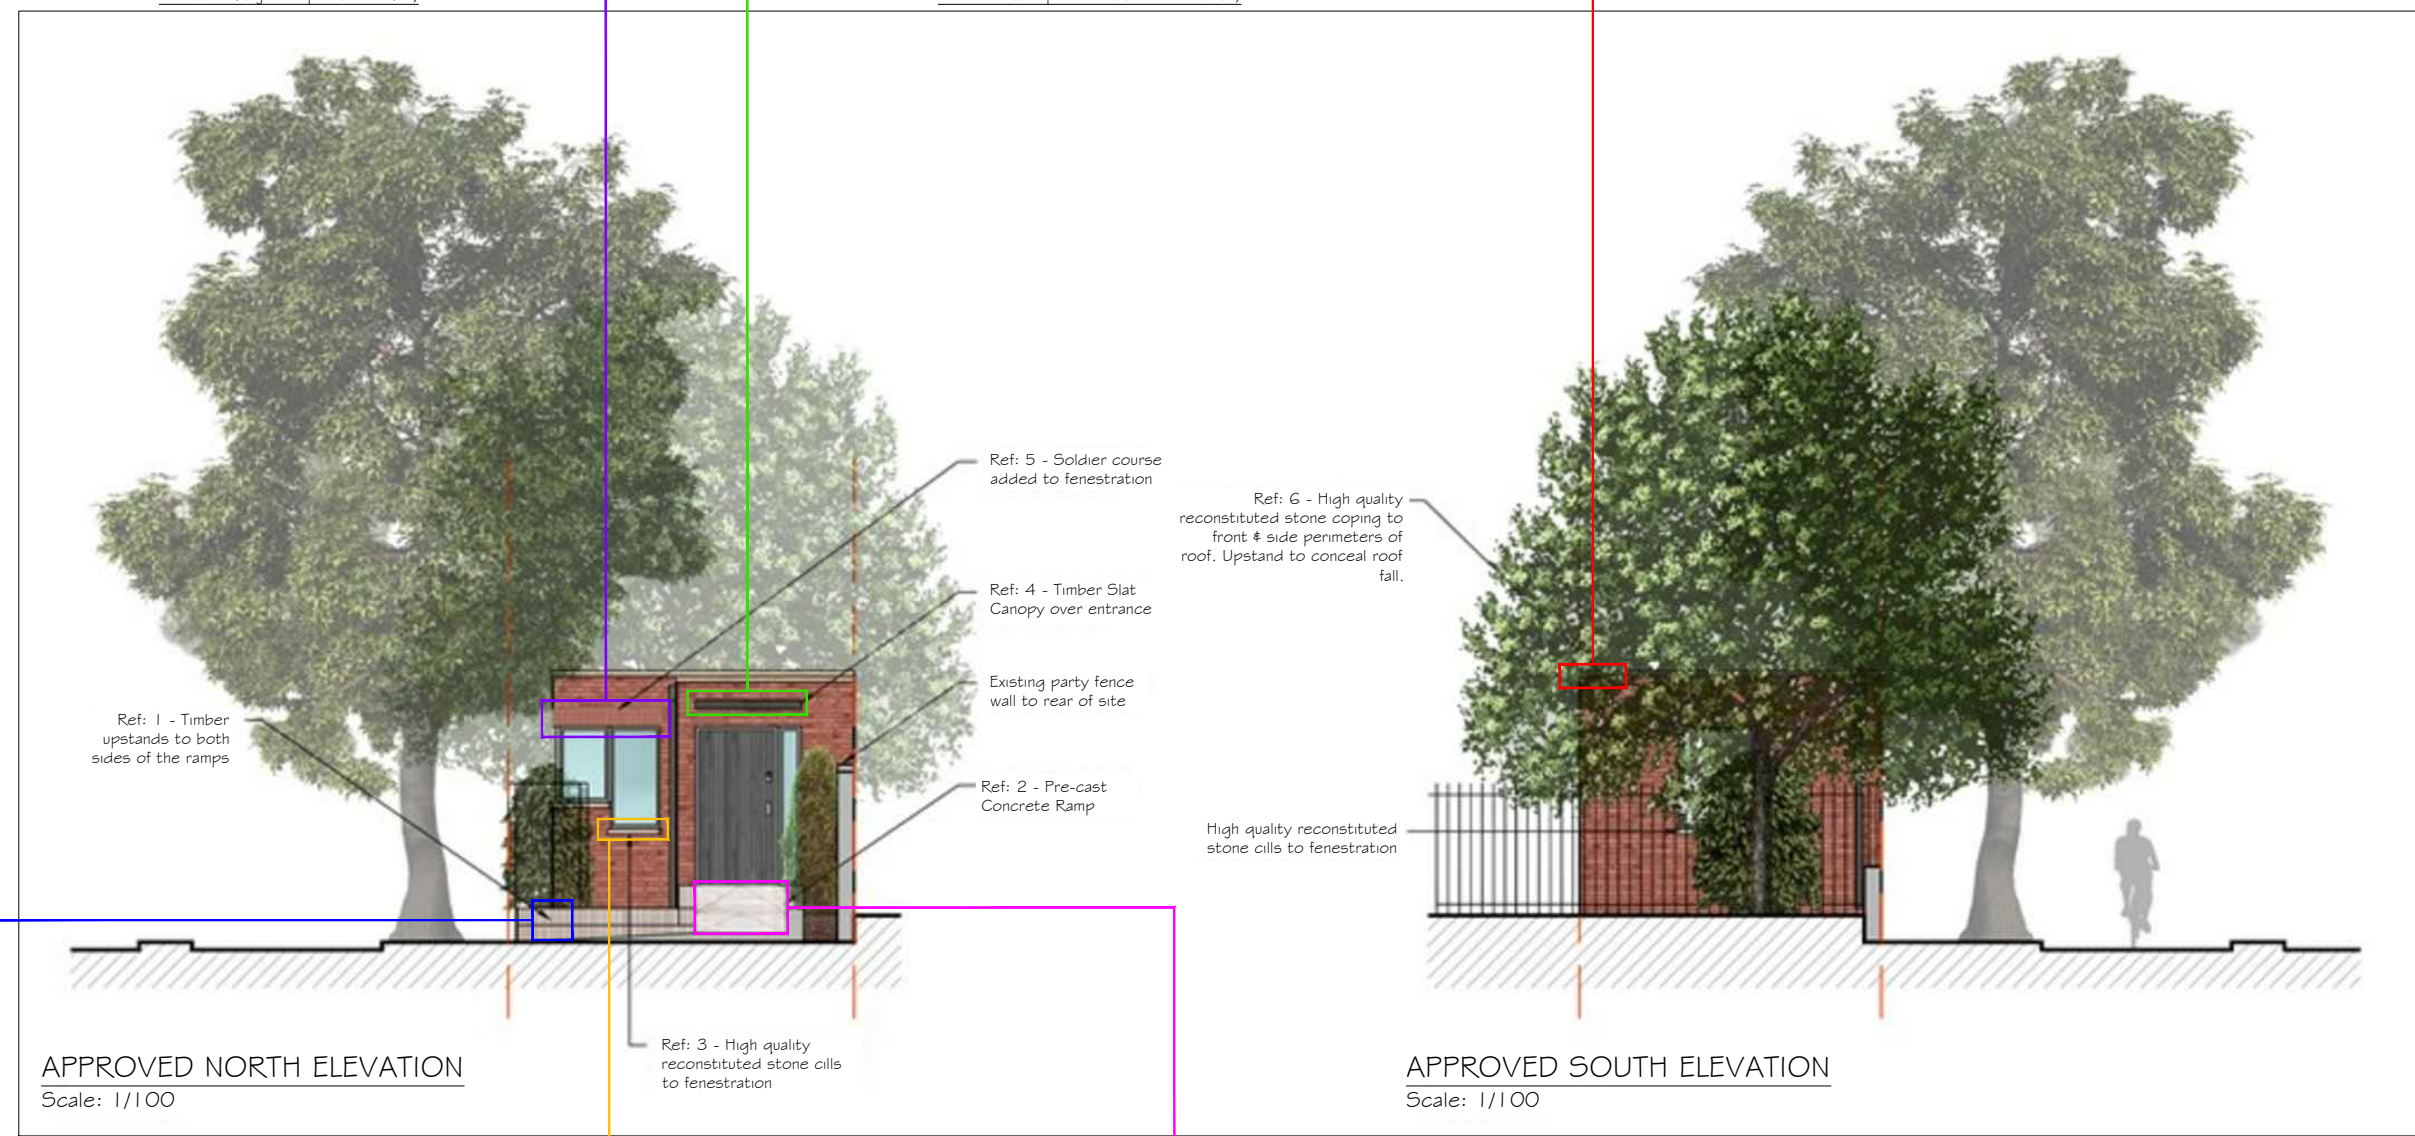 Ref: 5 - Soldier course
added to fenestration
Ref: 6 - High quality
reconstituted stone coping to
front & side perimeters of
roof. Upstand to conceal roof
fall.
Ref: 4 - Timber Slat
Canopy over entrance
Existing party fence
wall to rear of site
Ref: 1 - Timber
upstands to both
sides of the ramps
Ref: 2 - Pre-cast
Concrete Ramp
High quality reconstituted
stone cills to fenestration
Ref: 3 - High quality
reconstituted stone cills
to fenestration
APPROVED NORTH ELEVATION
Scale: 1/100
APPROVED SOUTH ELEVATION
Scale: 1/100